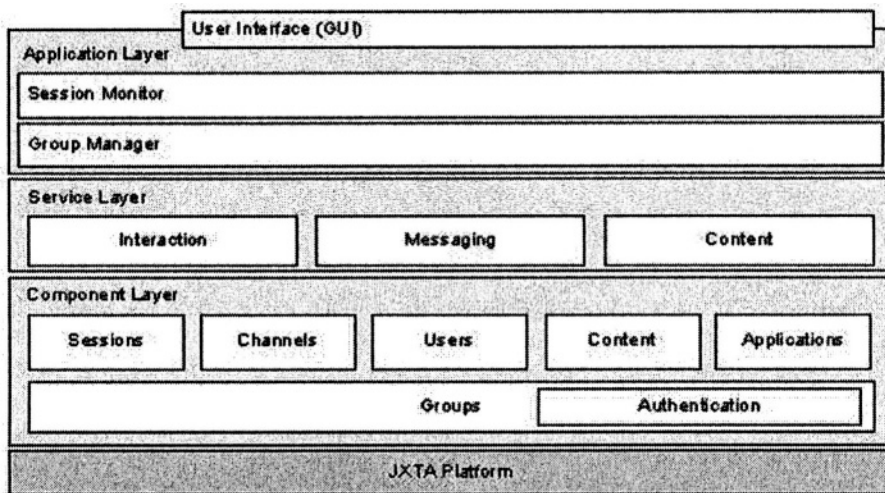 User Interface (GUI)
Application Layer
Session Monitor
Group Manager
Service Layer
Interaction
Messaging
Content
Component Layer
Sessions
Channels
Users
Content
Applications
Groups
Authentication
JXTA Platform